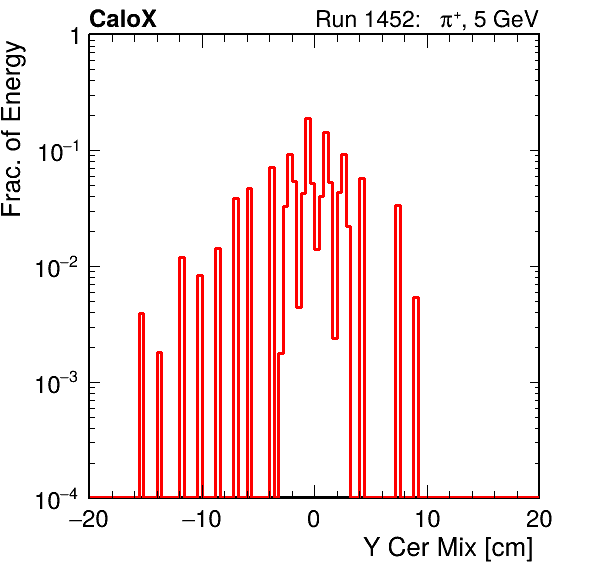 CaloX Run 1452: π⁺, 5 GeV
Frac. of Energy
1
10⁻¹
10⁻²
10⁻³
10⁻⁴
−20 −10 0 10 20
Y Cer Mix [cm]